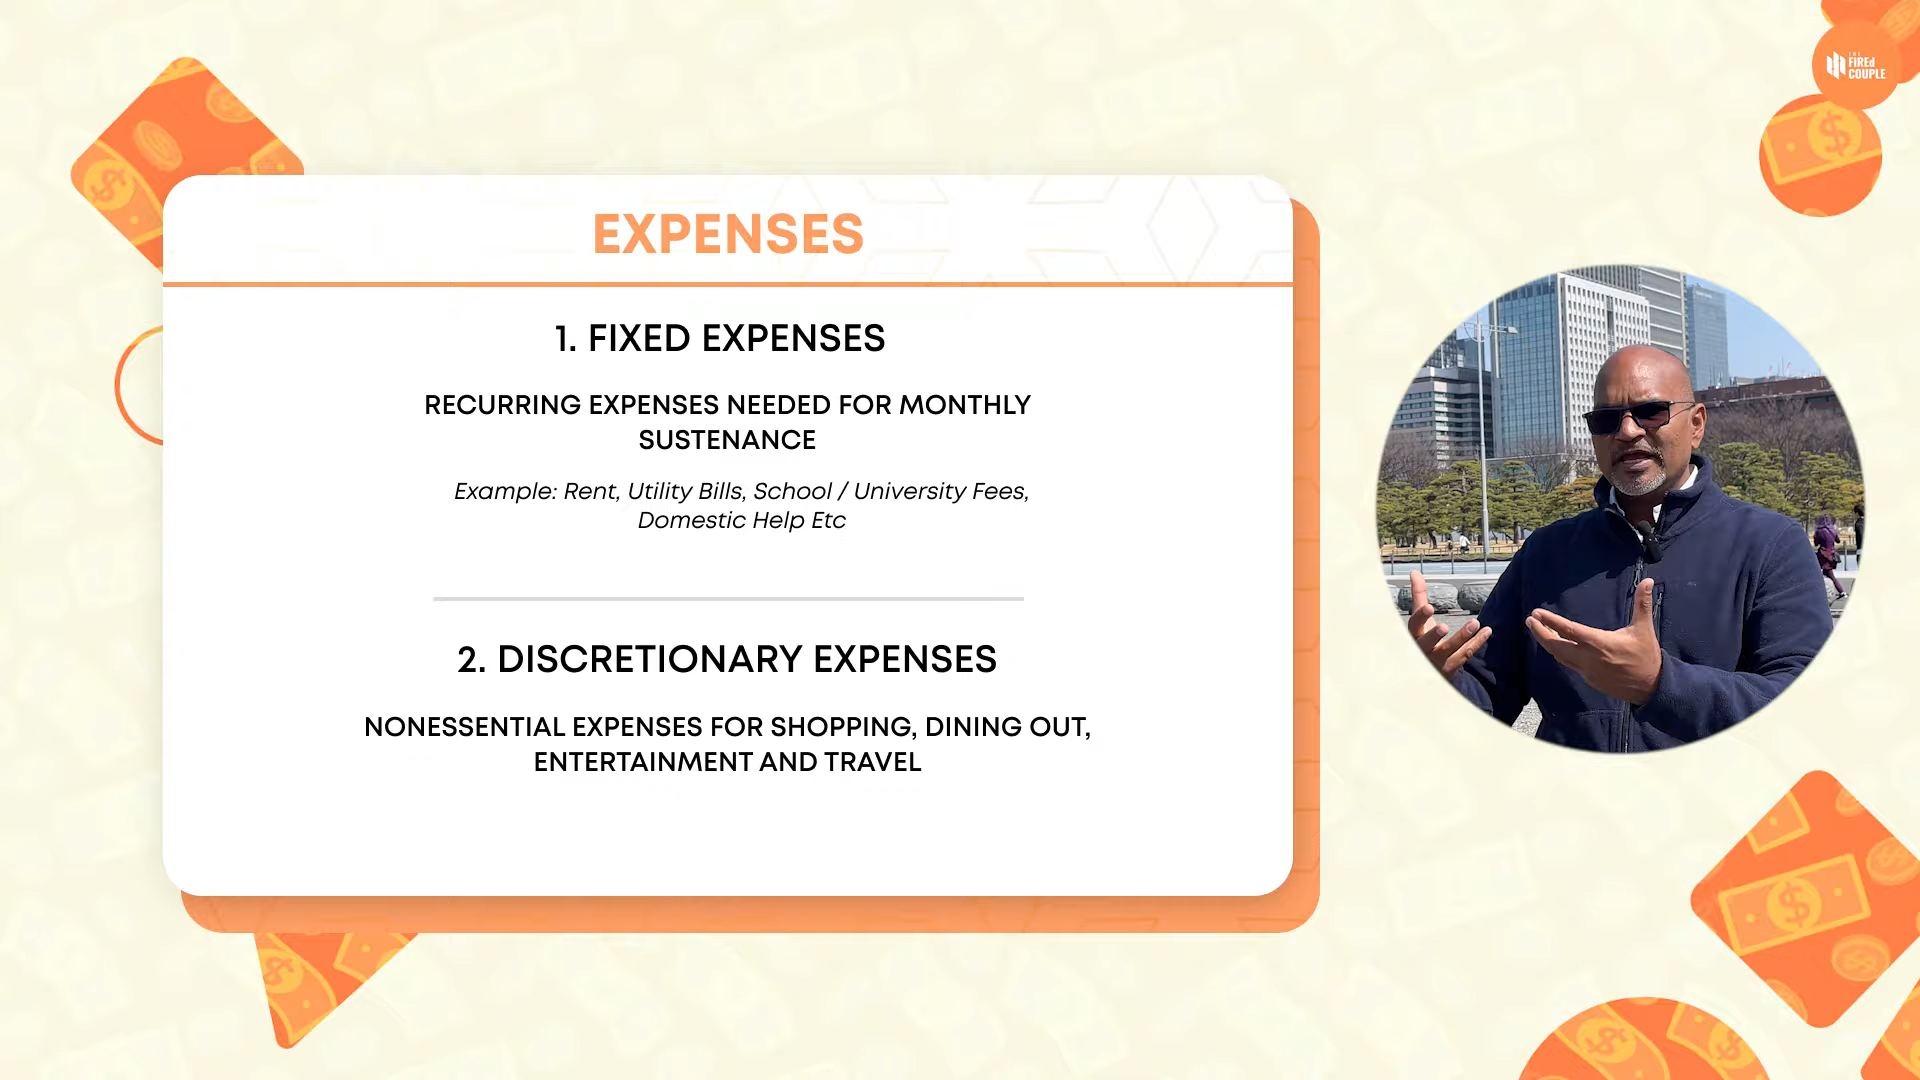 THE
FIREd
COUPLE
EXPENSES
1. FIXED EXPENSES
RECURRING EXPENSES NEEDED FOR MONTHLY
SUSTENANCE
Example: Rent, Utility Bills, School / University Fees,
Domestic Help Etc
2. DISCRETIONARY EXPENSES
NONESSENTIAL EXPENSES FOR SHOPPING, DINING OUT,
ENTERTAINMENT AND TRAVEL